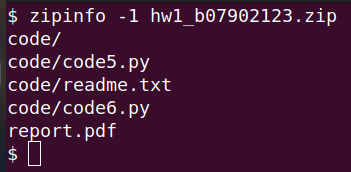 $ zipinfo -1 hw1_b07902123.zip
code/
code/code5.py
code/readme.txt
code/code6.py
report.pdf
$